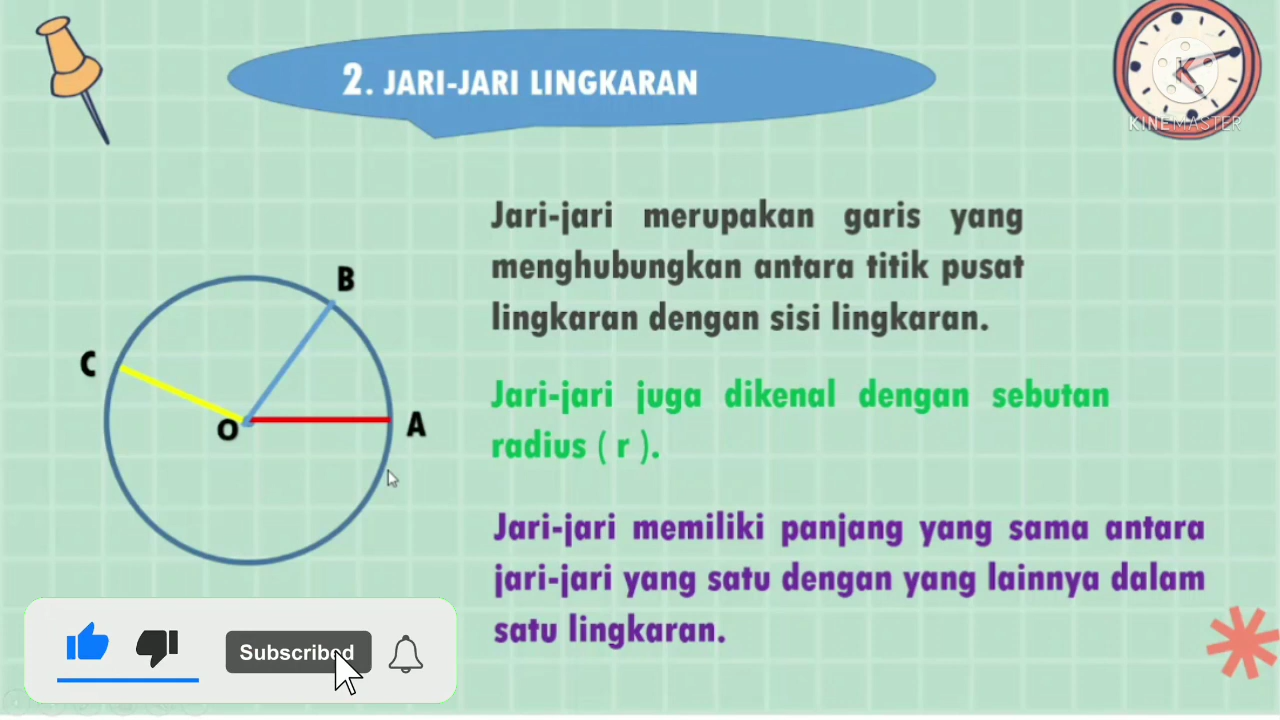 2. JARI-JARI LINGKARAN
KINEMASTER
Jari-jari merupakan garis yang
menghubungkan antara titik pusat
lingkaran dengan sisi lingkaran.
B
C
O
A
Jari-jari juga dikenal dengan sebutan
radius ( r ).
Jari-jari memiliki panjang yang sama antara
jari-jari yang satu dengan yang lainnya dalam
satu lingkaran.
Subscribed